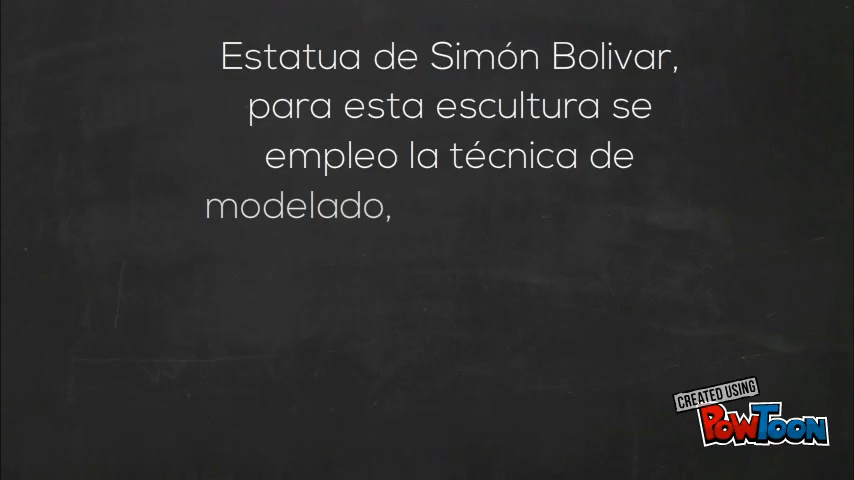 Estatua de Simón Bolivar,
para esta escultura se
empleo la técnica de
modelado,
CREATED USING
PowToon